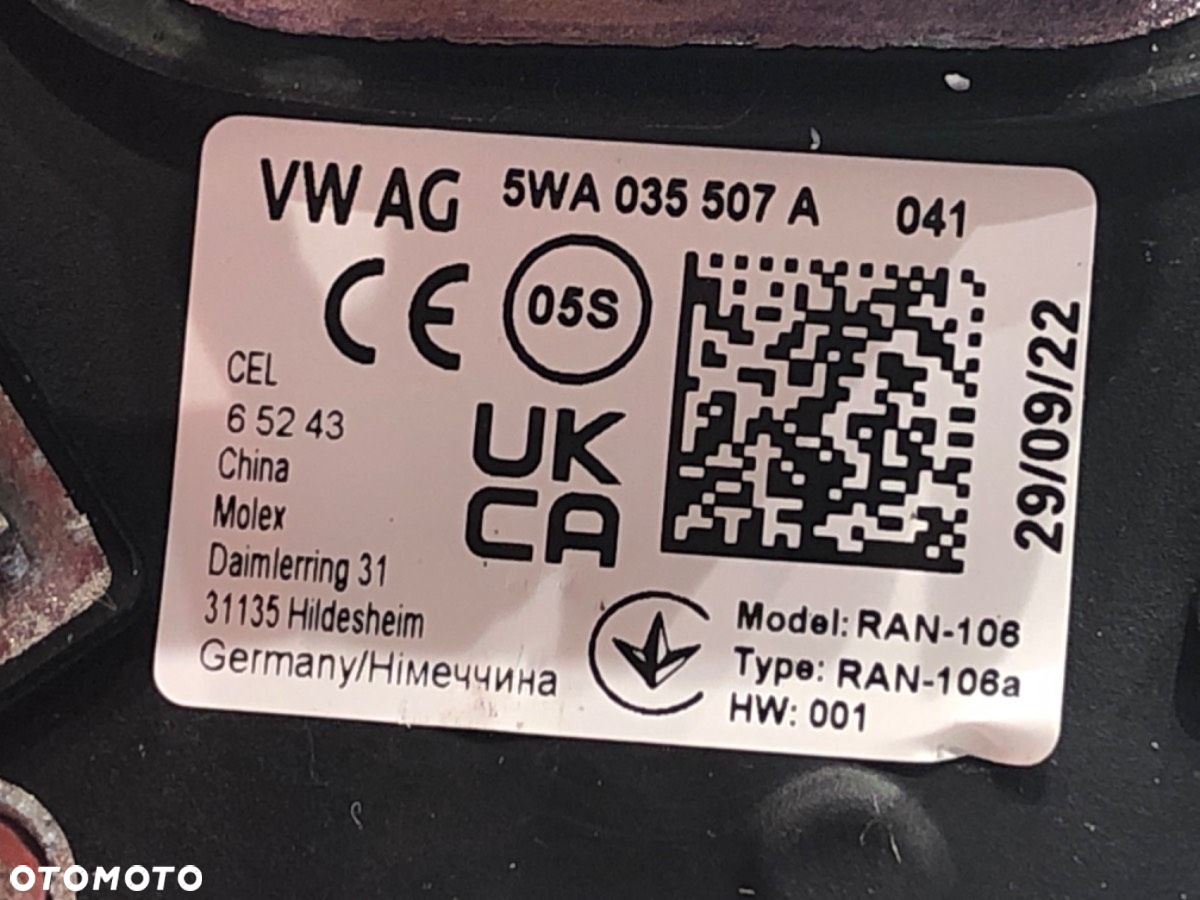 VW AG 5WA 035 507 A 041
CE 05S
29/09/22
CEL
6 52 43
China
Molex
Daimlerring 31
31135 Hildesheim
Germany/Німеччина
UK
CA
Model: RAN-106
Type: RAN-106a
HW: 001
OTOMOTO